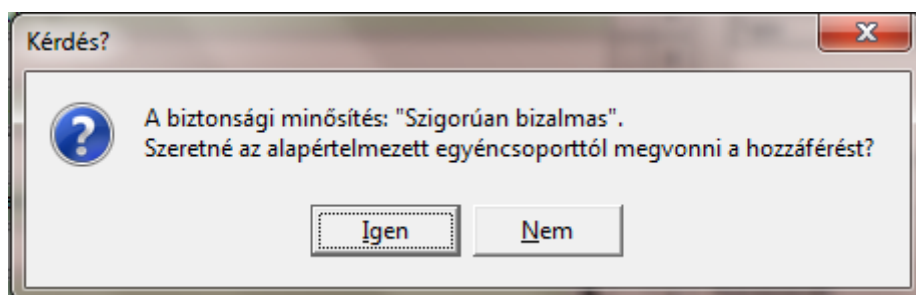 Kérdés?
A biztonsági minősítés: "Szigorúan bizalmas".
Szeretné az alapértelmezett egyéncsoporttól megvonni a hozzáférést?
Igen
Nem